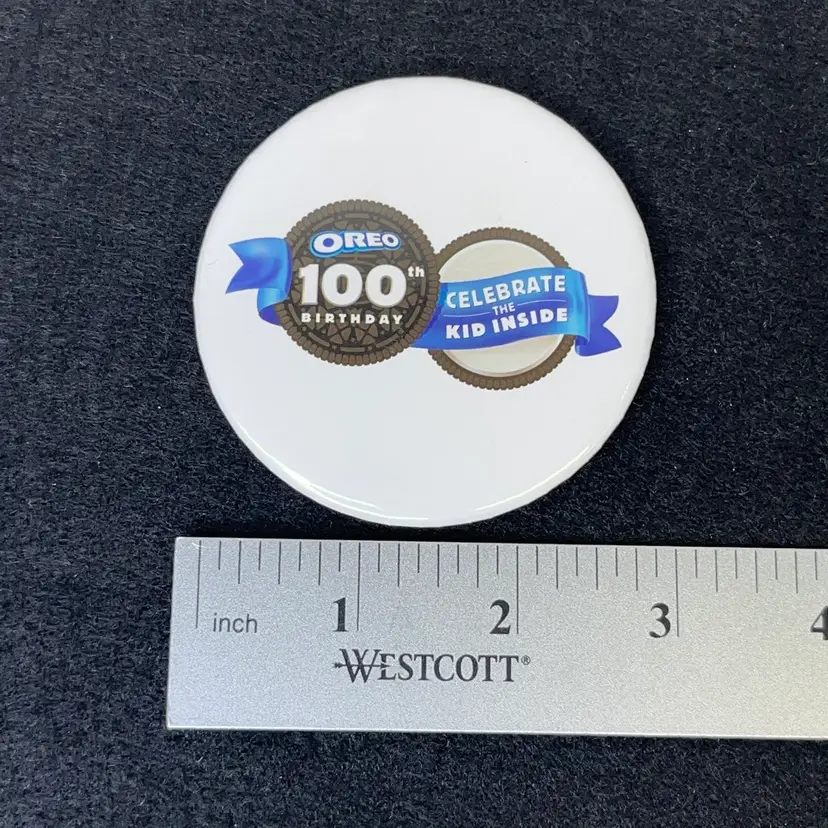 OREO
100th
BIRTHDAY
CELEBRATE
THE
KID INSIDE
inch 1 2 3 4
WESTCOTT®